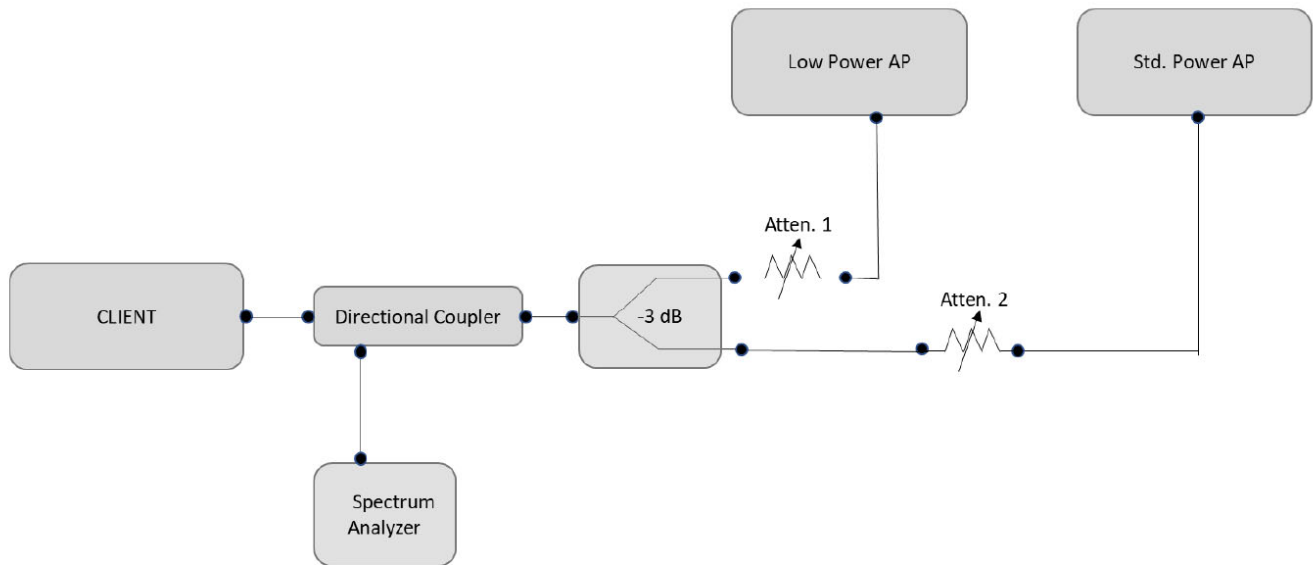 Low Power AP
Std. Power AP
Atten. 1
Atten. 2
CLIENT
Directional Coupler
-3 dB
Spectrum
Analyzer